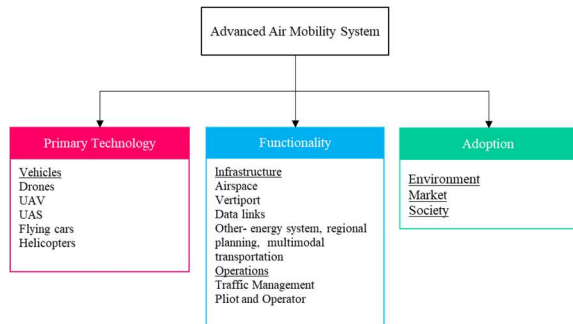 Advanced Air Mobility System
Primary Technology
Vehicles
Drones
UAV
UAS
Flying cars
Helicopters
Functionality
Infrastructure
Airspace
Vertiport
Data links
Other- energy system, regional
planning, multimodal
transportation
Operations
Traffic Management
Pliot and Operator
Adoption
Environment
Market
Society